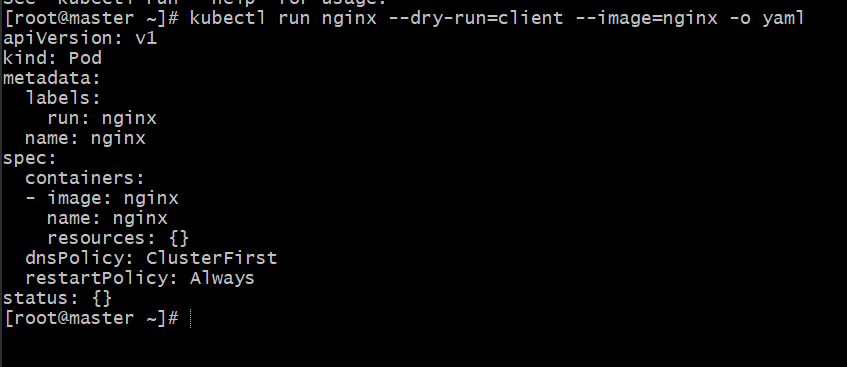 [root@master ~]# kubectl run nginx --dry-run=client --image=nginx -o yaml
apiVersion: v1
kind: Pod
metadata:
  labels:
    run: nginx
  name: nginx
spec:
  containers:
  - image: nginx
    name: nginx
    resources: {}
  dnsPolicy: ClusterFirst
  restartPolicy: Always
status: {}
[root@master ~]#